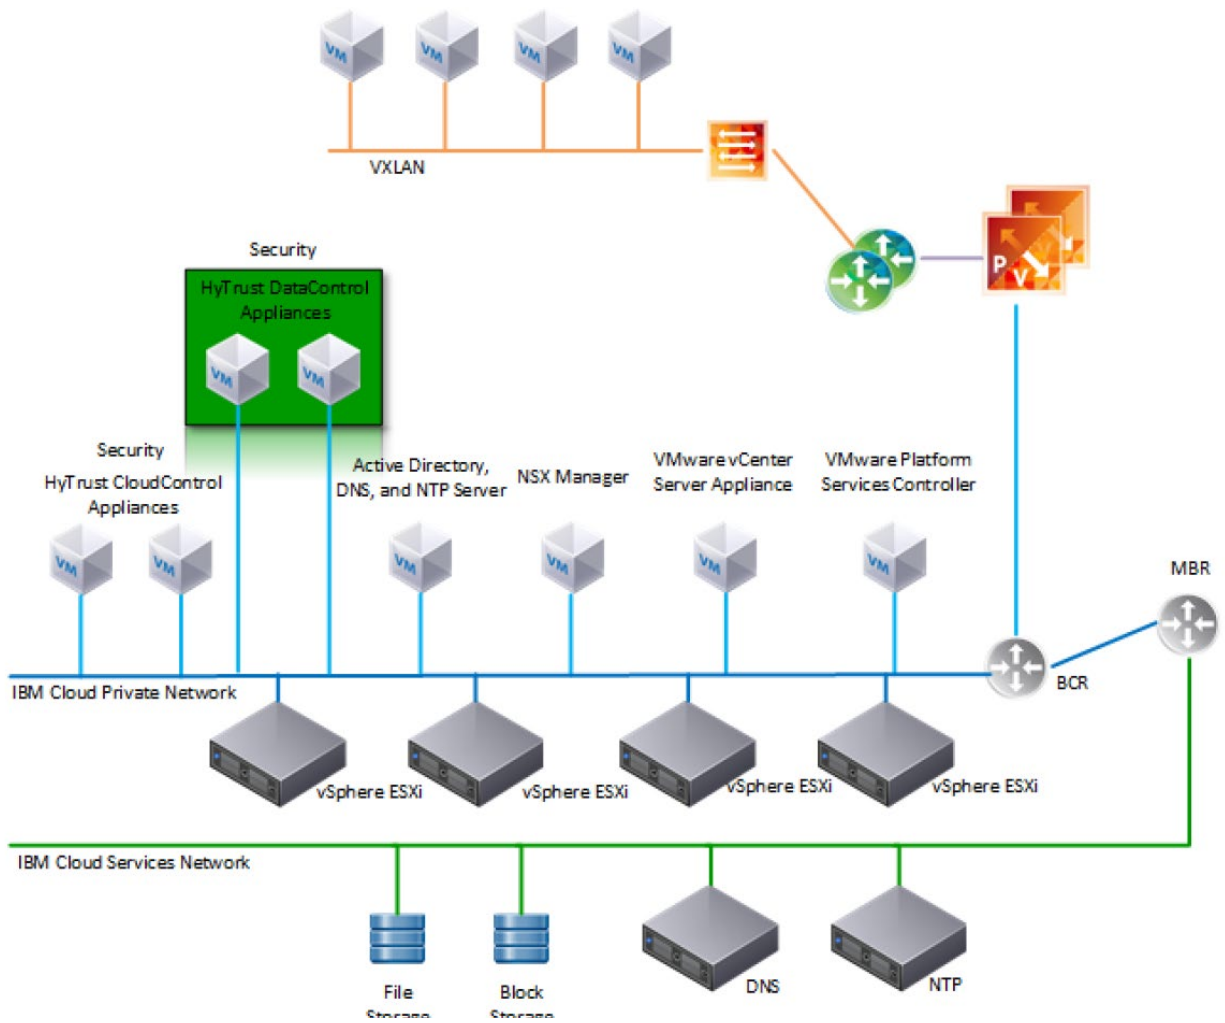 VM
VM
VM
VM
VXLAN
P
V
Security
HyTrust DataControl
Appliances
VM
VM
Security
HyTrust CloudControl
Appliances
Active Directory,
DNS, and NTP Server
NSX Manager
VMware vCenter
Server Appliance
VMware Platform
Services Controller
VM
VM
VM
VM
VM
VM
MBR
IBM Cloud Private Network
BCR
vSphere ESXi
vSphere ESXi
vSphere ESXi
vSphere ESXi
IBM Cloud Services Network
DNS
NTP
File
Storage
Block
Storage